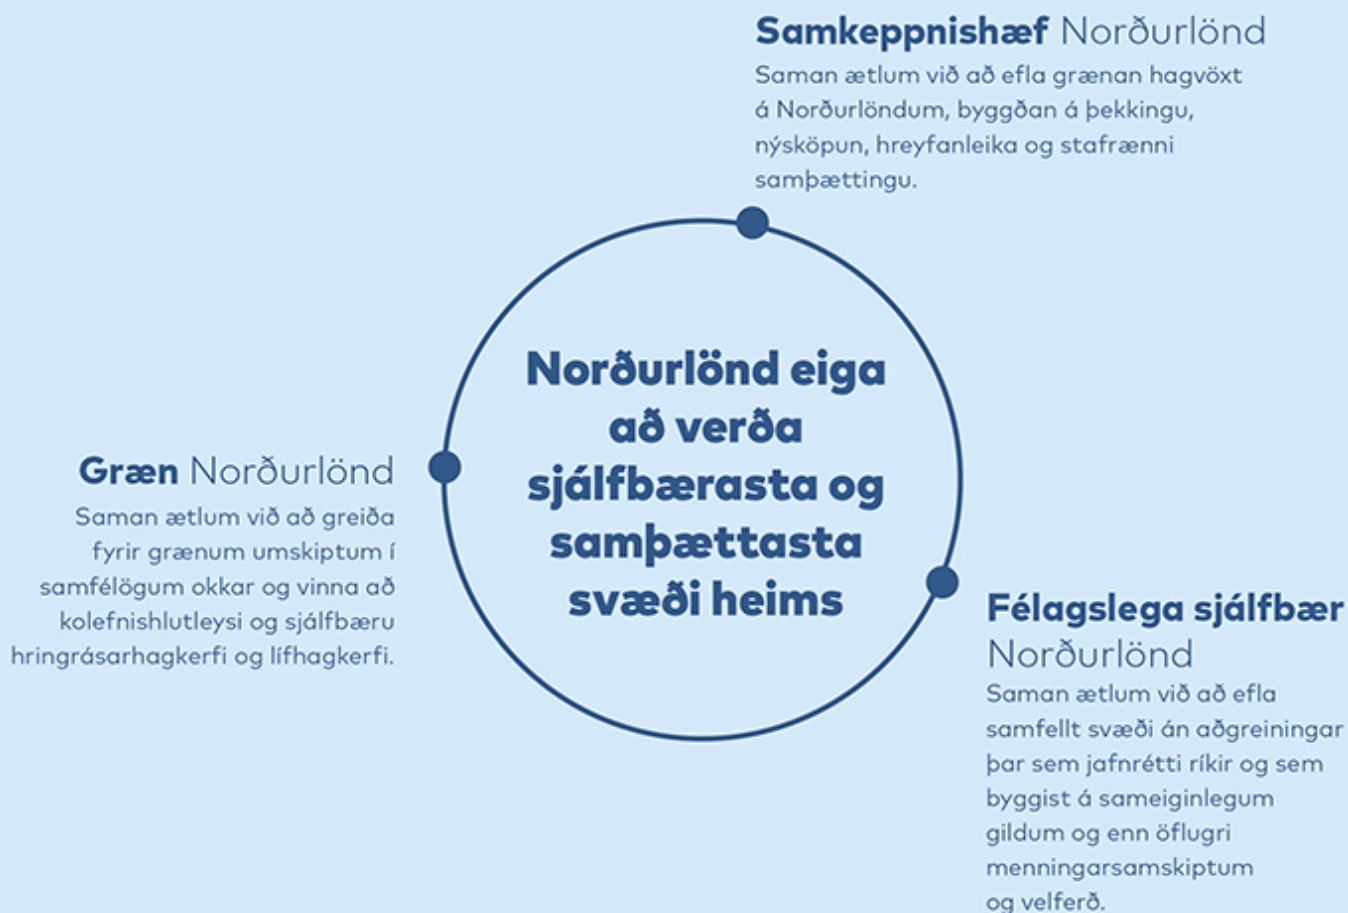 Samkeppnishæf Norðurlönd
Saman ætlum við að efla grænan hagvöxt
á Norðurlöndum, byggðan á þekkingu,
nýsköpun, hreyfanleika og stafrænni
samþættingu.
Norðurlönd eiga
að verða
sjálfbærasta og
samþættasta
svæði heims
Græn Norðurlönd
Saman ætlum við að greiða
fyrir grænum umskiptum í
samfélögum okkar og vinna að
kolefnishlutleysi og sjálfbæru
hringrásarhagkerfi og lífhagkerfi.
Félagslega sjálfbær
Norðurlönd
Saman ætlum við að efla
samfellt svæði án aðgreiningar
þar sem jafnrétti ríkir og sem
byggist á sameiginlegum
gildum og enn öflugri
menningarsamskiptum
og velferð.